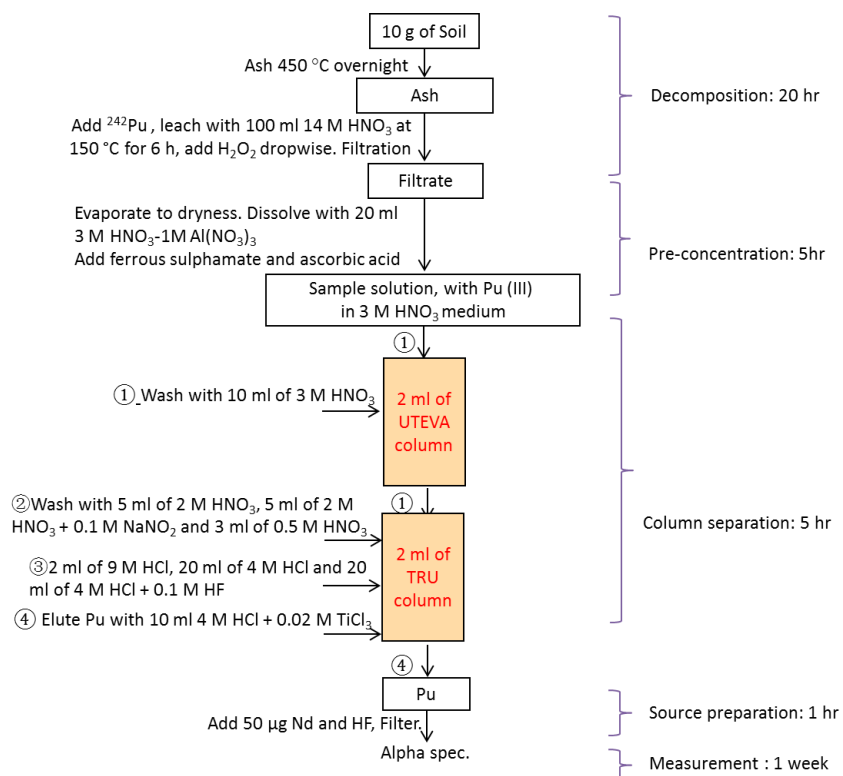 10 g of Soil
Ash 450 °C overnight
Ash
Decomposition: 20 hr
Add ²⁴²Pu , leach with 100 ml 14 M HNO₃ at
150 °C for 6 h, add H₂O₂ dropwise. Filtration
Filtrate
Evaporate to dryness. Dissolve with 20 ml
3 M HNO₃-1M Al(NO₃)₃
Add ferrous sulphamate and ascorbic acid
Pre-concentration: 5hr
Sample solution, with Pu (III)
in 3 M HNO₃ medium
①
① Wash with 10 ml of 3 M HNO₃
2 ml of
UTEVA
column
①
②Wash with 5 ml of 2 M HNO₃, 5 ml of 2 M
HNO₃ + 0.1 M NaNO₂ and 3 ml of 0.5 M HNO₃
Column separation: 5 hr
③2 ml of 9 M HCl, 20 ml of 4 M HCl and 20
ml of 4 M HCl + 0.1 M HF
2 ml of
TRU
column
④ Elute Pu with 10 ml 4 M HCl + 0.02 M TiCl₃
④
Pu
Source preparation: 1 hr
Add 50 μg Nd and HF, Filter.
Alpha spec.
Measurement : 1 week